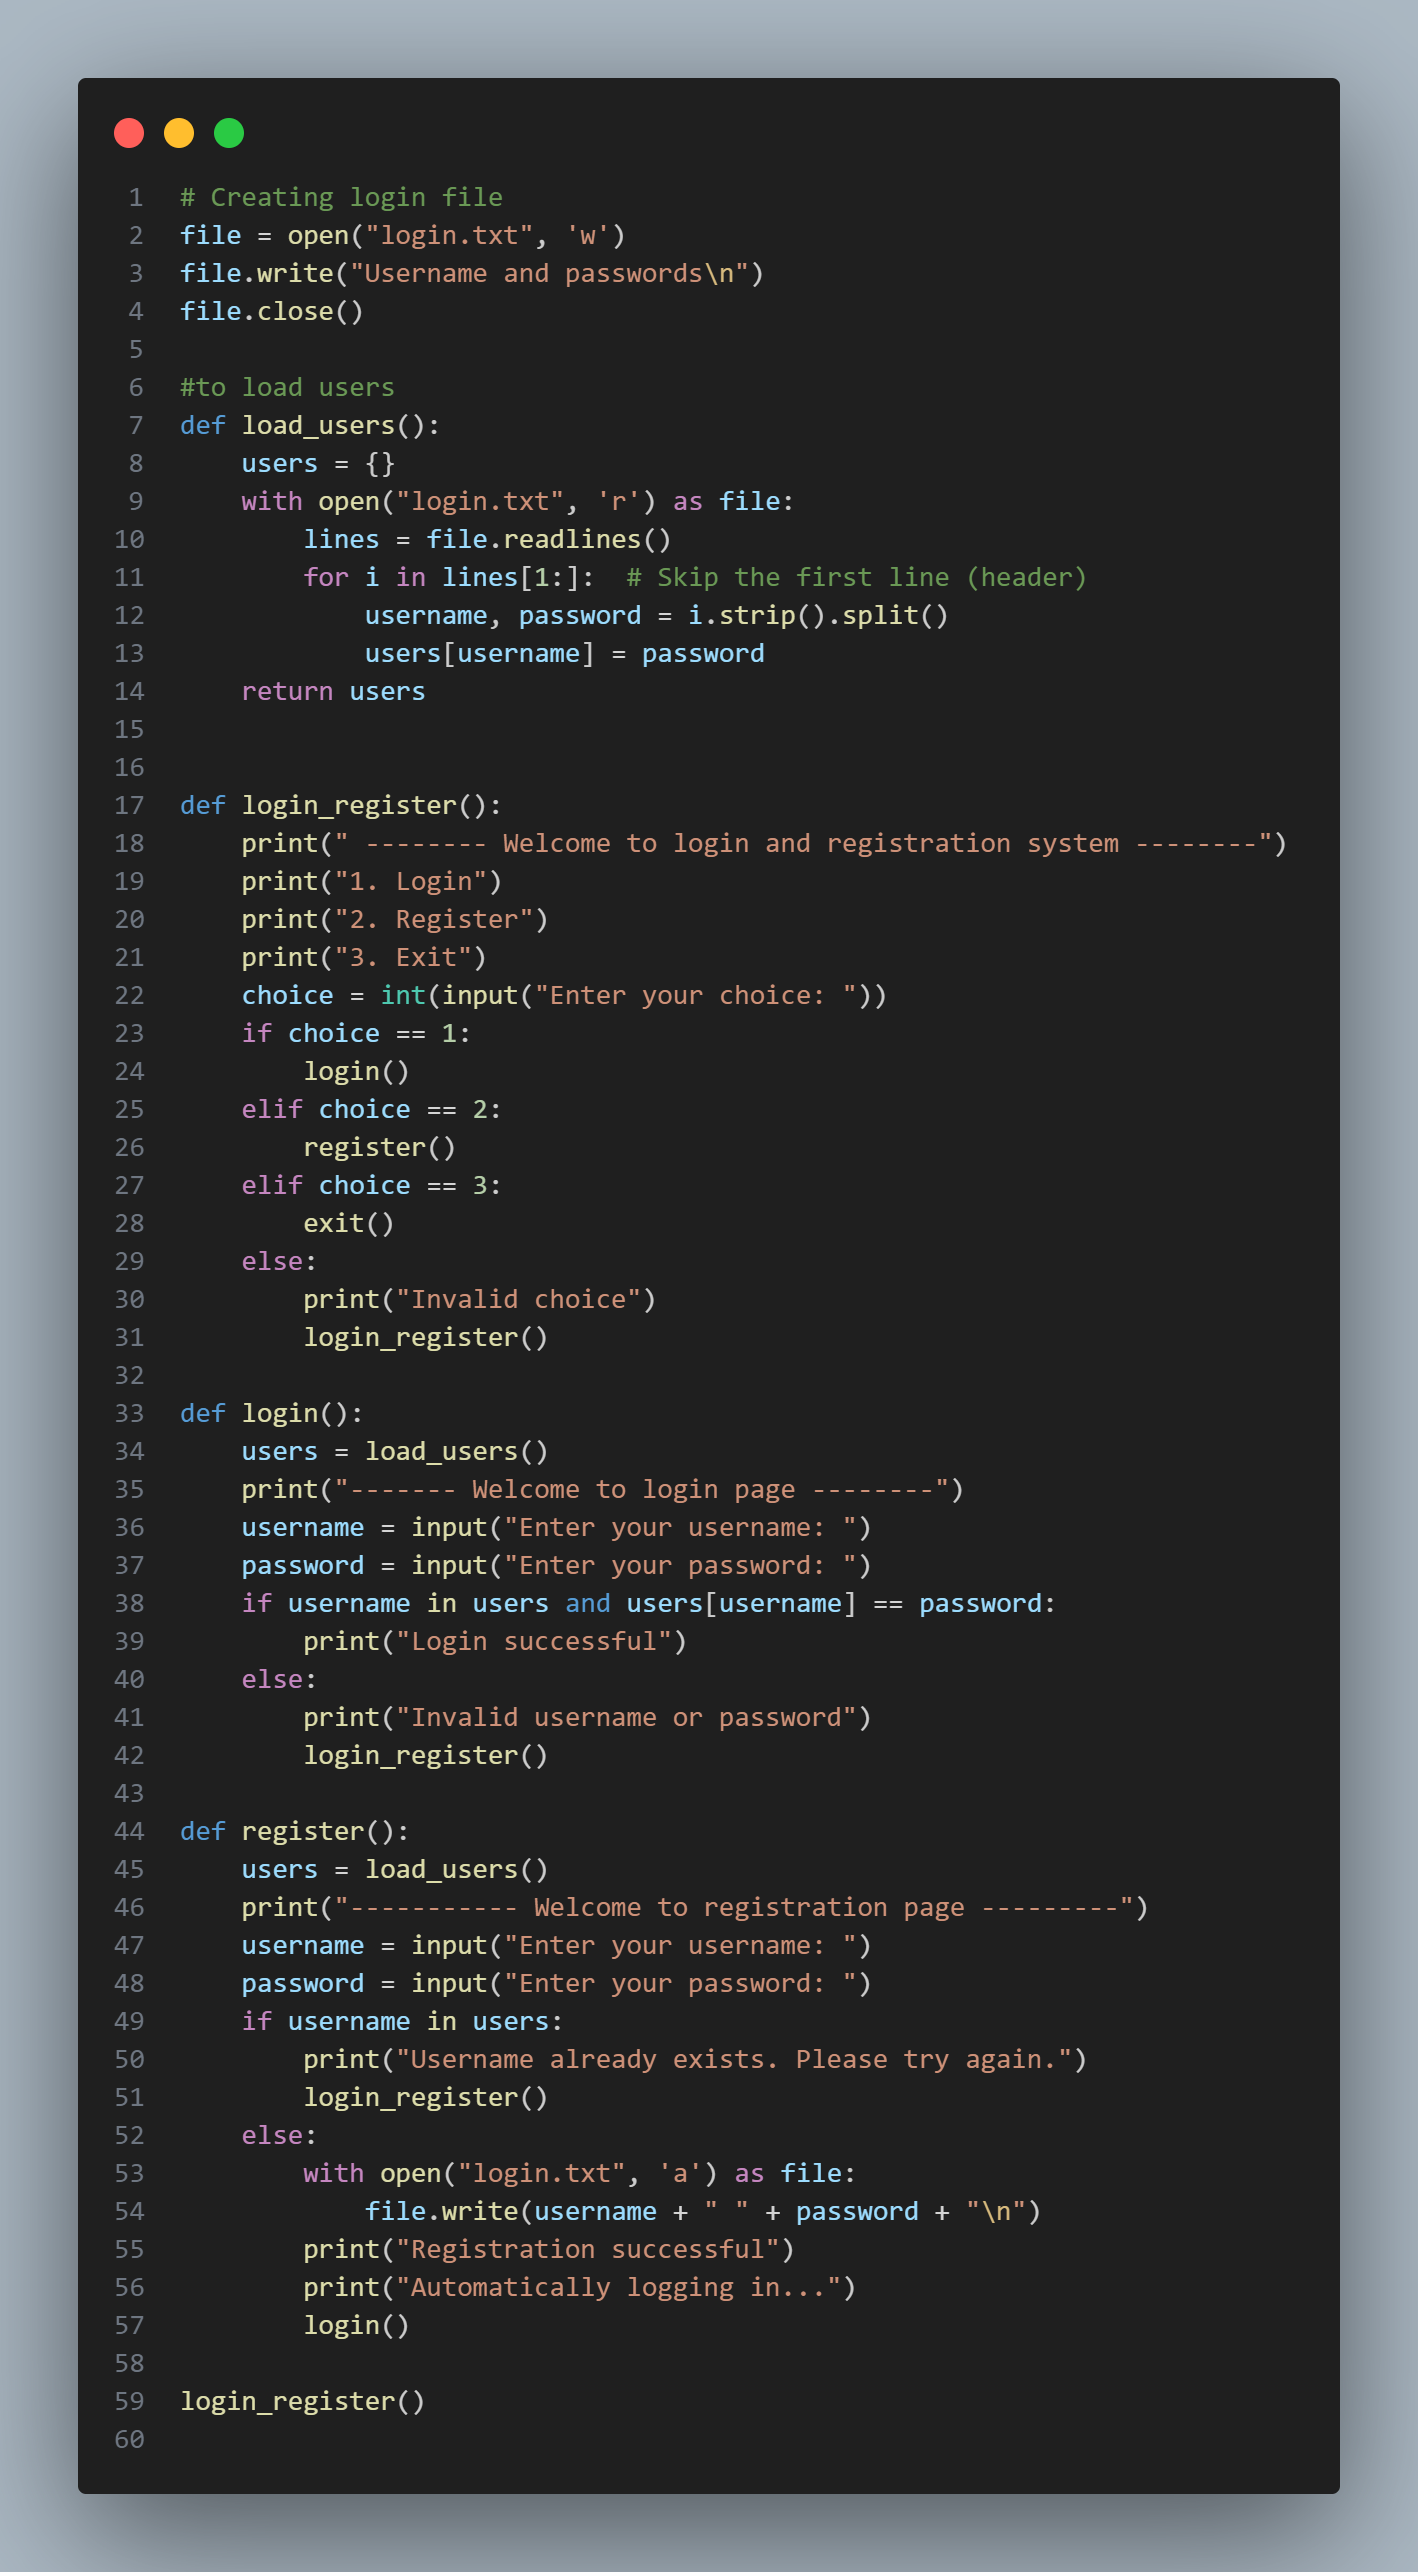 1 # Creating login file
2 file = open("login.txt", 'w')
3 file.write("Username and passwords\n")
4 file.close()
5
6 #to load users
7 def load_users():
8     users = {}
9     with open("login.txt", 'r') as file:
10         lines = file.readlines()
11         for i in lines[1:]:  # Skip the first line (header)
12             username, password = i.strip().split()
13             users[username] = password
14     return users
15
16
17 def login_register():
18     print(" -------- Welcome to login and registration system --------")
19     print("1. Login")
20     print("2. Register")
21     print("3. Exit")
22     choice = int(input("Enter your choice: "))
23     if choice == 1:
24         login()
25     elif choice == 2:
26         register()
27     elif choice == 3:
28         exit()
29     else:
30         print("Invalid choice")
31         login_register()
32
33 def login():
34     users = load_users()
35     print("------- Welcome to login page --------")
36     username = input("Enter your username: ")
37     password = input("Enter your password: ")
38     if username in users and users[username] == password:
39         print("Login successful")
40     else:
41         print("Invalid username or password")
42         login_register()
43
44 def register():
45     users = load_users()
46     print("----------- Welcome to registration page ---------")
47     username = input("Enter your username: ")
48     password = input("Enter your password: ")
49     if username in users:
50         print("Username already exists. Please try again.")
51         login_register()
52     else:
53         with open("login.txt", 'a') as file:
54             file.write(username + " " + password + "\n")
55         print("Registration successful")
56         print("Automatically logging in...")
57         login()
58
59 login_register()
60